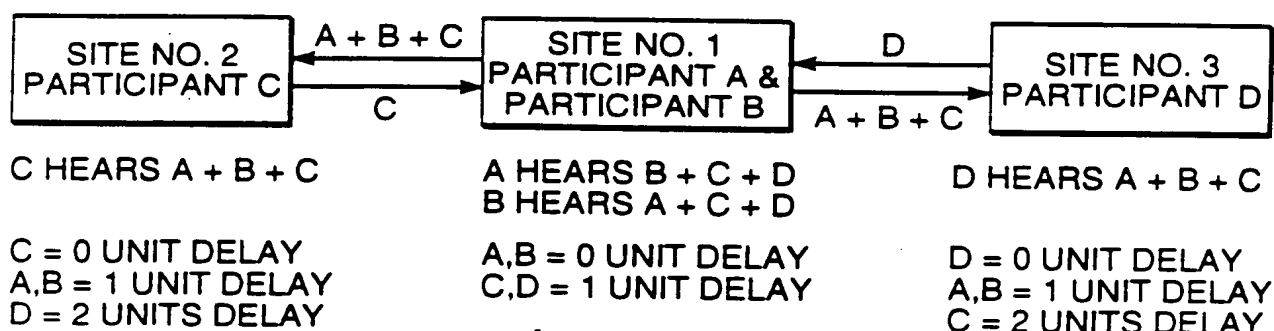 SITE NO. 2
PARTICIPANT C
A + B + C
C
SITE NO. 1
PARTICIPANT A &
PARTICIPANT B
D
A + B + C
SITE NO. 3
PARTICIPANT D
C HEARS A + B + C
A HEARS B + C + D
B HEARS A + C + D
D HEARS A + B + C
C = 0 UNIT DELAY
A,B = 1 UNIT DELAY
D = 2 UNITS DELAY
A,B = 0 UNIT DELAY
C,D = 1 UNIT DELAY
D = 0 UNIT DELAY
A,B = 1 UNIT DELAY
C = 2 UNITS DELAY